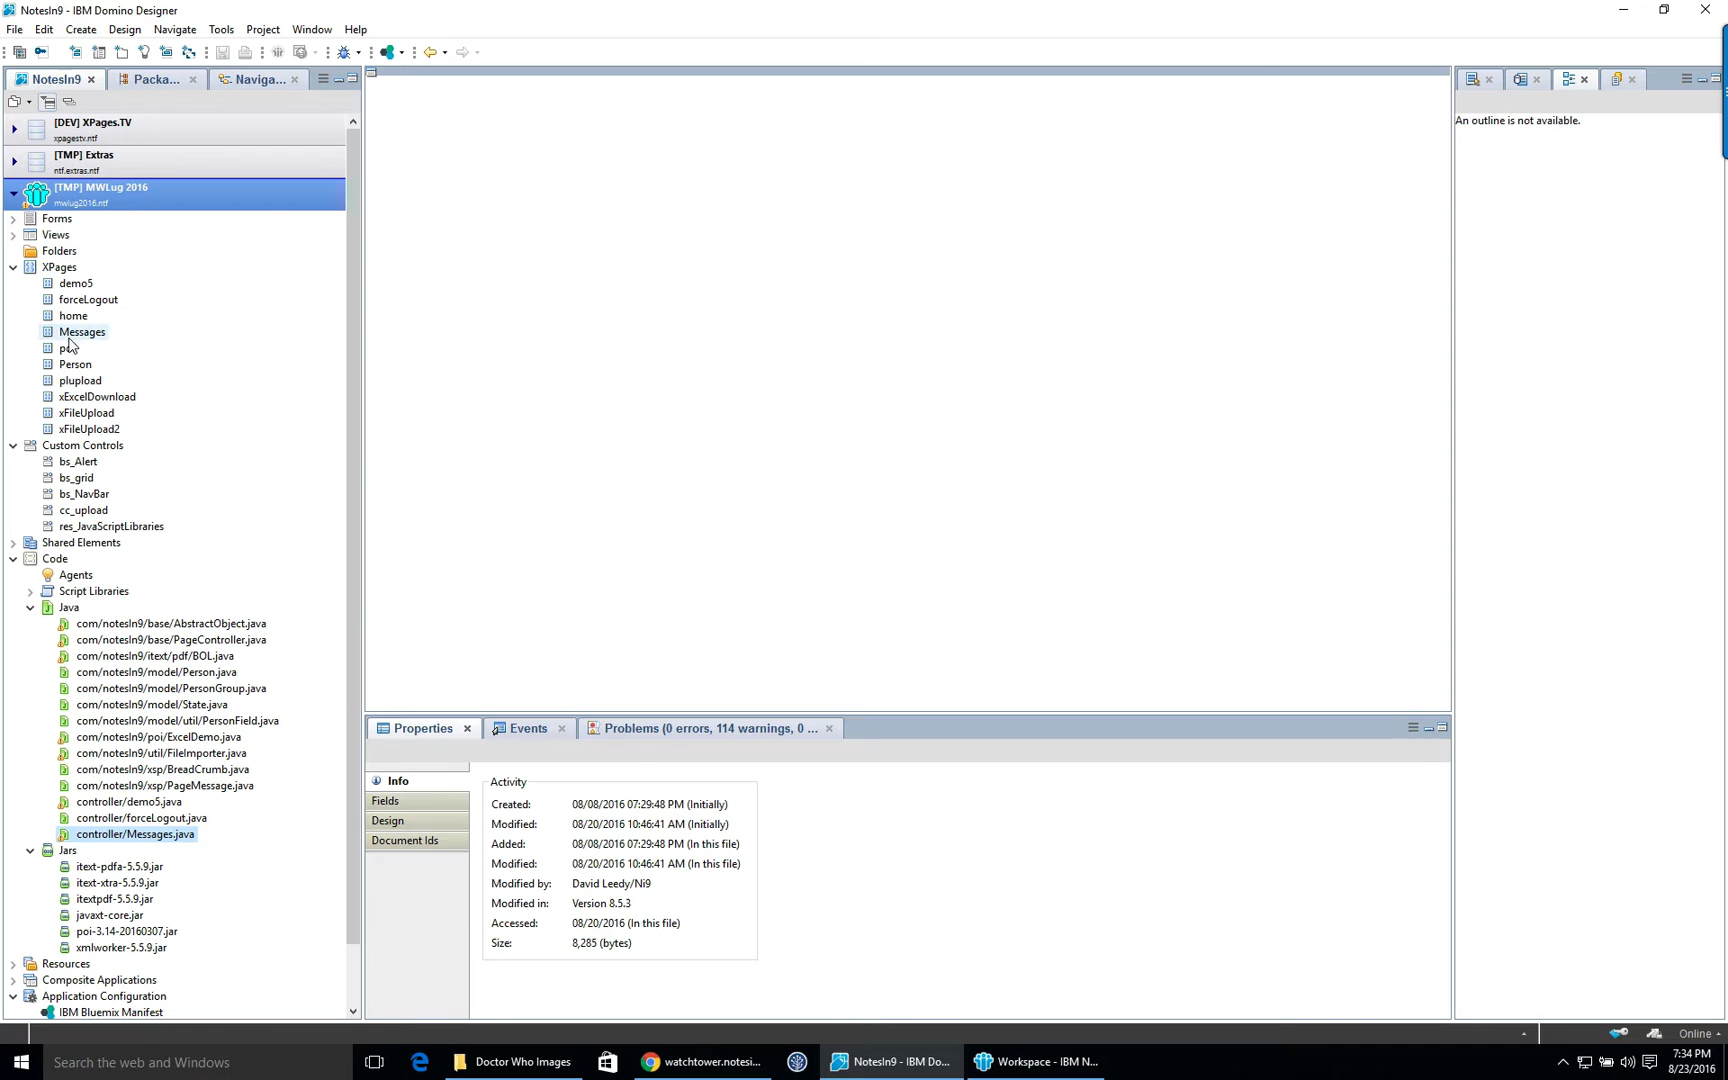 NotesIn9 - IBM Domino Designer
File Edit Create Design Navigate Tools Project Window Help
NotesIn9 Packa... Naviga...
[DEV] XPages.TV
xpagestv.ntf
[TMP] Extras
ntf.extras.ntf
[TMP] MWLug 2016
mwlug2016.ntf
Forms
Views
Folders
XPages
demo5
forceLogout
home
Messages
Person
plupload
xExcelDownload
xFileUpload
xFileUpload2
Custom Controls
bs_Alert
bs_grid
bs_NavBar
cc_upload
res_JavaScriptLibraries
Shared Elements
Code
Agents
Script Libraries
Java
com/notesIn9/base/AbstractObject.java
com/notesIn9/base/PageController.java
com/notesIn9/itext/pdf/BOL.java
com/notesIn9/model/Person.java
com/notesIn9/model/PersonGroup.java
com/notesIn9/model/State.java
com/notesIn9/model/util/PersonField.java
com/notesIn9/poi/ExcelDemo.java
com/notesIn9/util/FileImporter.java
com/notesIn9/xsp/BreadCrumb.java
com/notesIn9/xsp/PageMessage.java
controller/demo5.java
controller/forceLogout.java
controller/Messages.java
Jars
itext-pdfa-5.5.9.jar
itext-xtra-5.5.9.jar
itextpdf-5.5.9.jar
javaxt-core.jar
poi-3.14-20160307.jar
xmlworker-5.5.9.jar
Resources
Composite Applications
Application Configuration
IBM Bluemix Manifest
An outline is not available.
Properties Events Problems (0 errors, 114 warnings, 0 ...
Info
Fields
Design
Document Ids
Activity
Created: 08/08/2016 07:29:48 PM (Initially)
Modified: 08/20/2016 10:46:41 AM (Initially)
Added: 08/08/2016 07:29:48 PM (In this file)
Modified: 08/20/2016 10:46:41 AM (In this file)
Modified by: David Leedy/Ni9
Modified in: Version 8.5.3
Accessed: 08/20/2016 (In this file)
Size: 8,285 (bytes)
Online
Search the web and Windows
Doctor Who Images
watchtower.notesi...
NotesIn9 - IBM Do...
Workspace - IBM N...
7:34 PM
8/23/2016